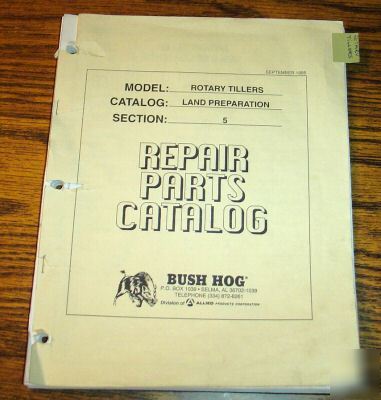 SEPTEMBER 1995
MODEL: ROTARY TILLERS
CATALOG: LAND PREPARATION
SECTION: 5
REPAIR
PARTS
CATALOG
BUSH HOG®
P.O. BOX 1039 • SELMA, AL 36702-1039
TELEPHONE (334) 872-6261
Division of ALLIED PRODUCTS CORPORATION